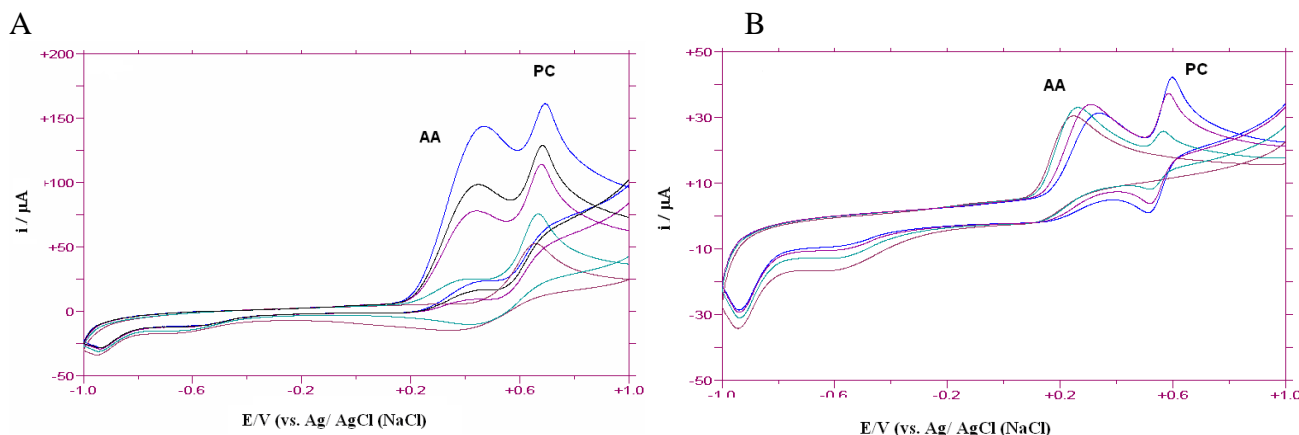 A
B
+200
+150
+100
+50
0
-50
-1.0
-0.6
-0.2
+0.2
+0.6
+1.0
AA
PC
i / µA
E/V (vs. Ag/ AgCl (NaCl)
+50
+30
+10
-10
-30
-50
-1.0
-0.6
-0.2
+0.2
+0.6
+1.0
AA
PC
i / µA
E/V (vs. Ag/ AgCl (NaCl)